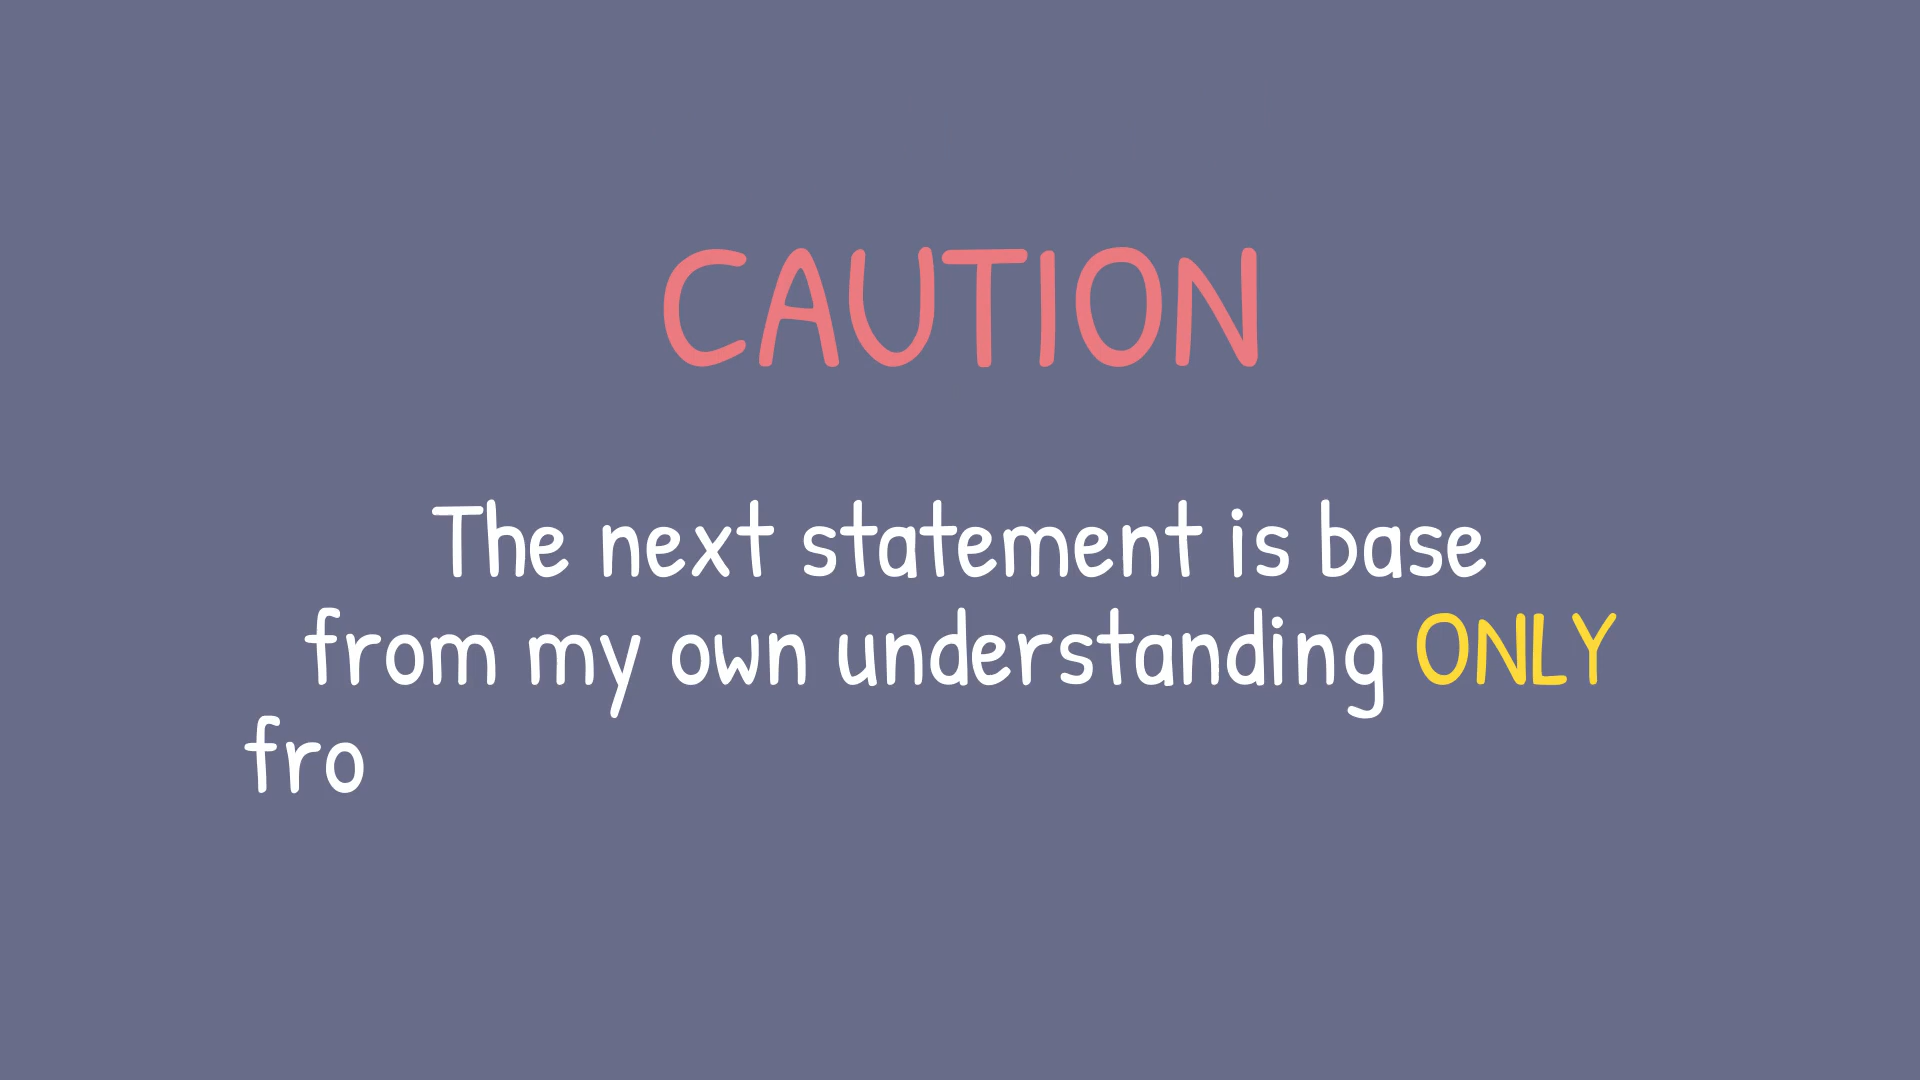 CAUTION
The next statement is base
from my own understanding ONLY
fro